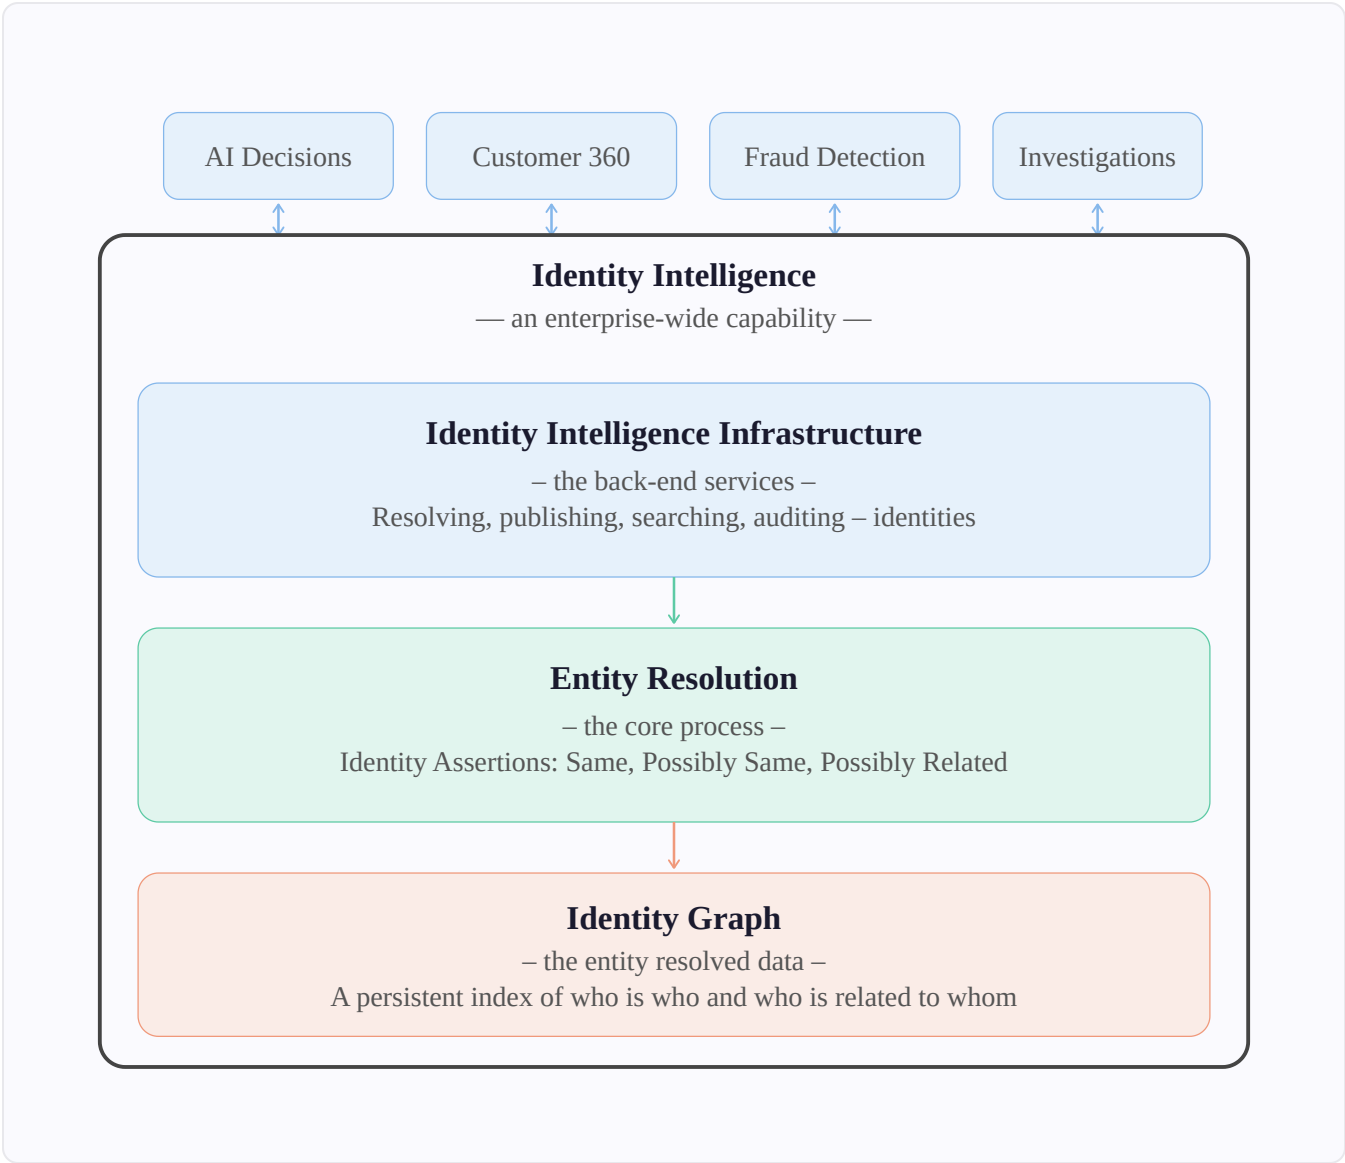 AI Decisions
Customer 360
Fraud Detection
Investigations
Identity Intelligence
— an enterprise-wide capability —
Identity Intelligence Infrastructure
– the back-end services –
Resolving, publishing, searching, auditing – identities
Entity Resolution
– the core process –
Identity Assertions: Same, Possibly Same, Possibly Related
Identity Graph
– the entity resolved data –
A persistent index of who is who and who is related to whom